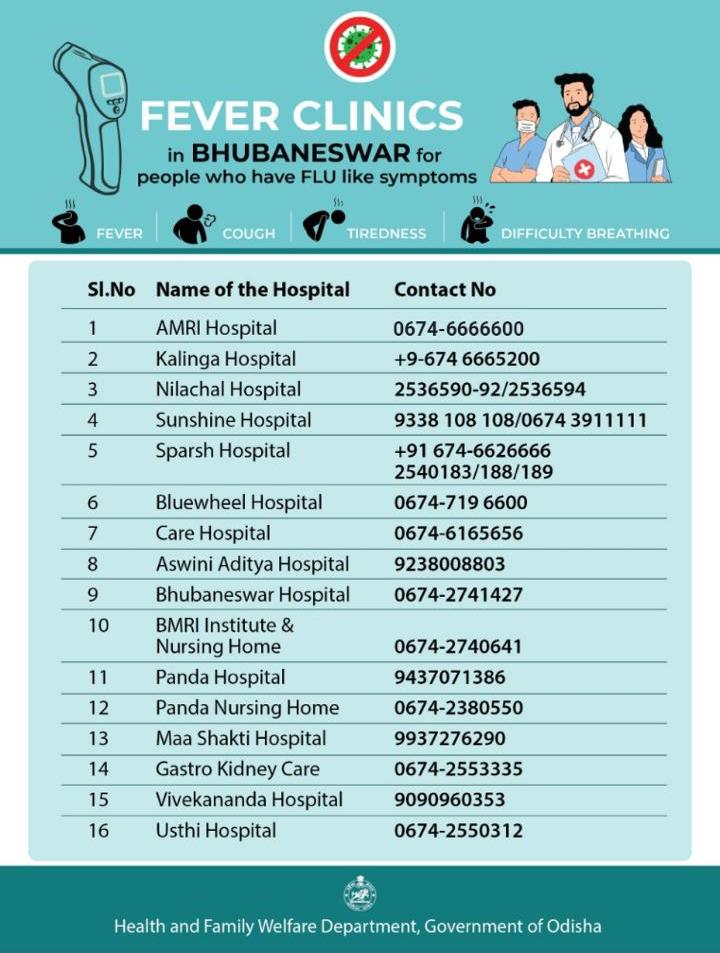 FEVER CLINICS
in BHUBANESWAR for
people who have FLU like symptoms
FEVER COUGH TIREDNESS DIFFICULTY BREATHING
Sl.No Name of the Hospital Contact No
1 AMRI Hospital 0674-6666600
2 Kalinga Hospital +9-674 6665200
3 Nilachal Hospital 2536590-92/2536594
4 Sunshine Hospital 9338 108 108/0674 3911111
5 Sparsh Hospital +91 674-6626666
2540183/188/189
6 Bluewheel Hospital 0674-719 6600
7 Care Hospital 0674-6165656
8 Aswini Aditya Hospital 9238008803
9 Bhubaneswar Hospital 0674-2741427
10 BMRI Institute &
Nursing Home 0674-2740641
11 Panda Hospital 9437071386
12 Panda Nursing Home 0674-2380550
13 Maa Shakti Hospital 9937276290
14 Gastro Kidney Care 0674-2553335
15 Vivekananda Hospital 9090960353
16 Usthi Hospital 0674-2550312
Health and Family Welfare Department, Government of Odisha